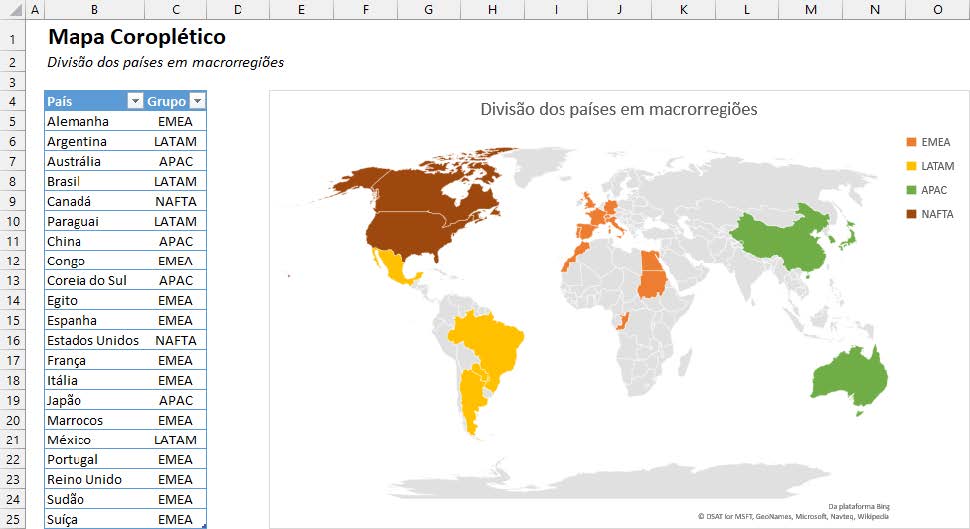 A B C D E F G H I J K L M N O
1 Mapa Coroplético
2 Divisão dos países em macrorregiões
3
4 País Grupo
5 Alemanha EMEA
6 Argentina LATAM
7 Austrália APAC
8 Brasil LATAM
9 Canadá NAFTA
10 Paraguai LATAM
11 China APAC
12 Congo EMEA
13 Coreia do Sul APAC
14 Egito EMEA
15 Espanha EMEA
16 Estados Unidos NAFTA
17 França EMEA
18 Itália EMEA
19 Japão APAC
20 Marrocos EMEA
21 México LATAM
22 Portugal EMEA
23 Reino Unido EMEA
24 Sudão EMEA
25 Suíça EMEA
Divisão dos países em macrorregiões
EMEA
LATAM
APAC
NAFTA
Da plataforma Bing
© DSAT for MSFT, GeoNames, Microsoft, Navteq, Wikipedia